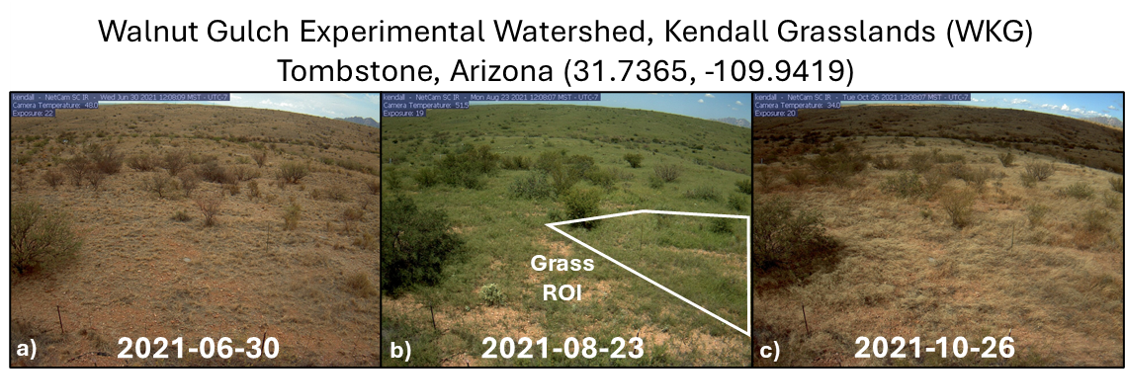 Walnut Gulch Experimental Watershed, Kendall Grasslands (WKG)
Tombstone, Arizona (31.7365, -109.9419)
kendall - NetCam SC IR - Wed Jun 30 2021 12:08:09 MST - UTC-7
Camera Temperature: 48.0
Exposure: 22
kendall - NetCam SC IR - Mon Aug 23 2021 12:08:07 MST - UTC-7
Camera Temperature: 51.5
Exposure: 19
kendall - NetCam SC IR - Tue Oct 26 2021 12:08:07 MST - UTC-7
Camera Temperature: 34.0
Exposure: 20
Grass
ROI
a) 2021-06-30
b) 2021-08-23
c) 2021-10-26